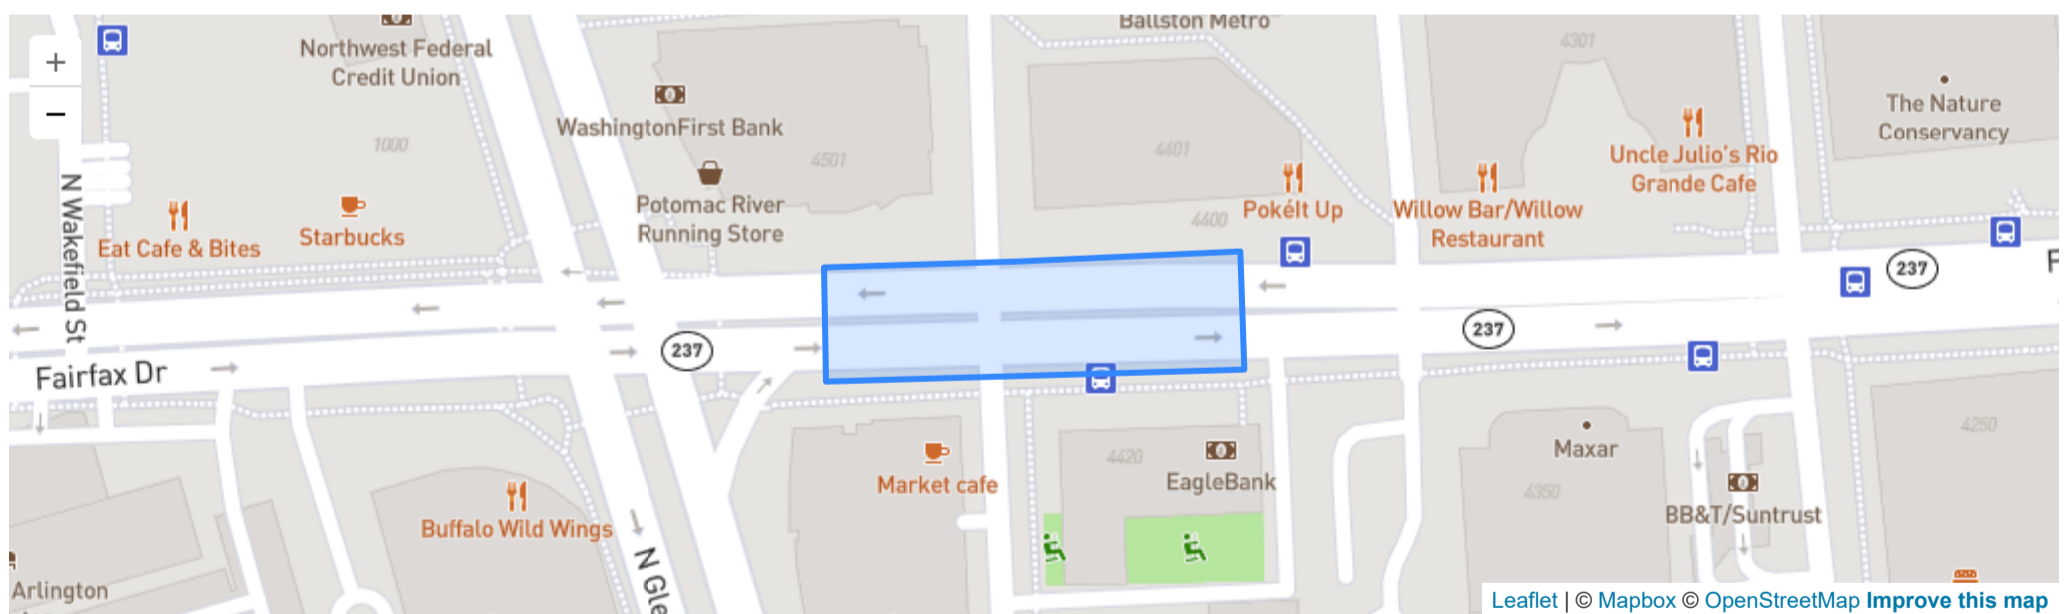 Northwest Federal
Credit Union
Ballston Metro
4301
+
−
WashingtonFirst Bank
The Nature
Conservancy
1000
4501
4401
Uncle Julio's Rio
Grande Cafe
N Wakefield St
Potomac River
Running Store
PokéIt Up
4400
Willow Bar/Willow
Restaurant
Eat Cafe & Bites
Starbucks
237
F
237
237
Fairfax Dr
Market cafe
4420
EagleBank
Maxar
4250
4350
Buffalo Wild Wings
BB&T/Suntrust
N Gle
Arlington
Leaflet | © Mapbox © OpenStreetMap Improve this map